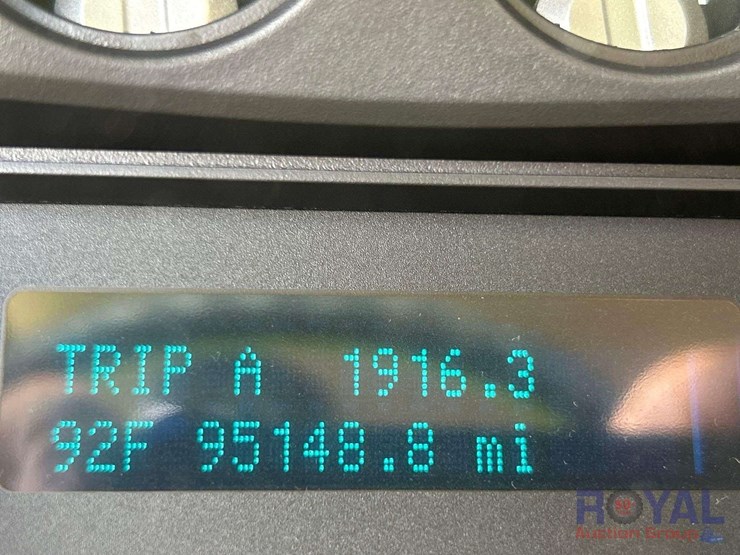 TRIP A 1916.3
92F 95148.8 mi
ROYAL
Auction Group